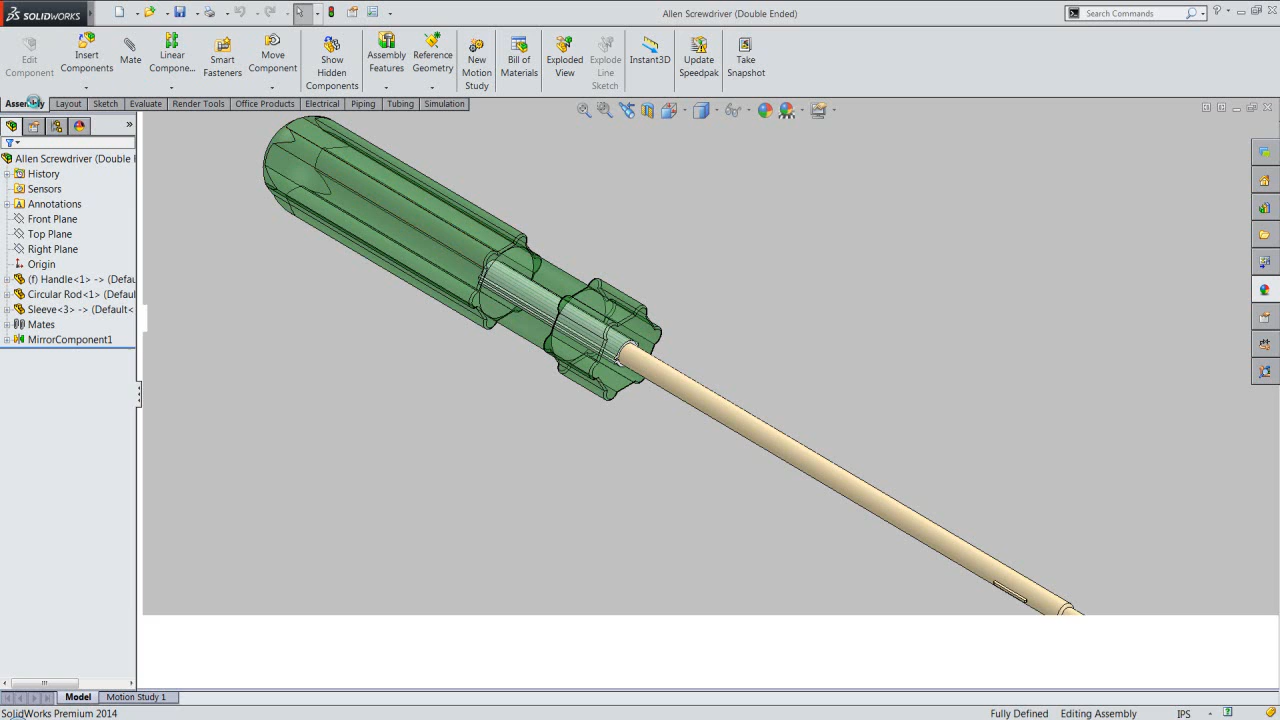 SOLIDWORKS
Allen Screwdriver (Double Ended)
Search Commands
Edit Component
Insert Components
Mate
Linear Compone...
Smart Fasteners
Move Component
Show Hidden Components
Assembly Features
Reference Geometry
New Motion Study
Bill of Materials
Exploded View
Explode Line Sketch
Instant3D
Update Speedpak
Take Snapshot
Assembly
Layout
Sketch
Evaluate
Render Tools
Office Products
Electrical
Piping
Tubing
Simulation
Allen Screwdriver (Double
History
Sensors
Annotations
Front Plane
Top Plane
Right Plane
Origin
(f) Handle<1> -> (Defau
Circular Rod<1> (Defaul
Sleeve<3> -> (Default<
Mates
MirrorComponent1
Model
Motion Study 1
SolidWorks Premium 2014
Fully Defined
Editing Assembly
IPS